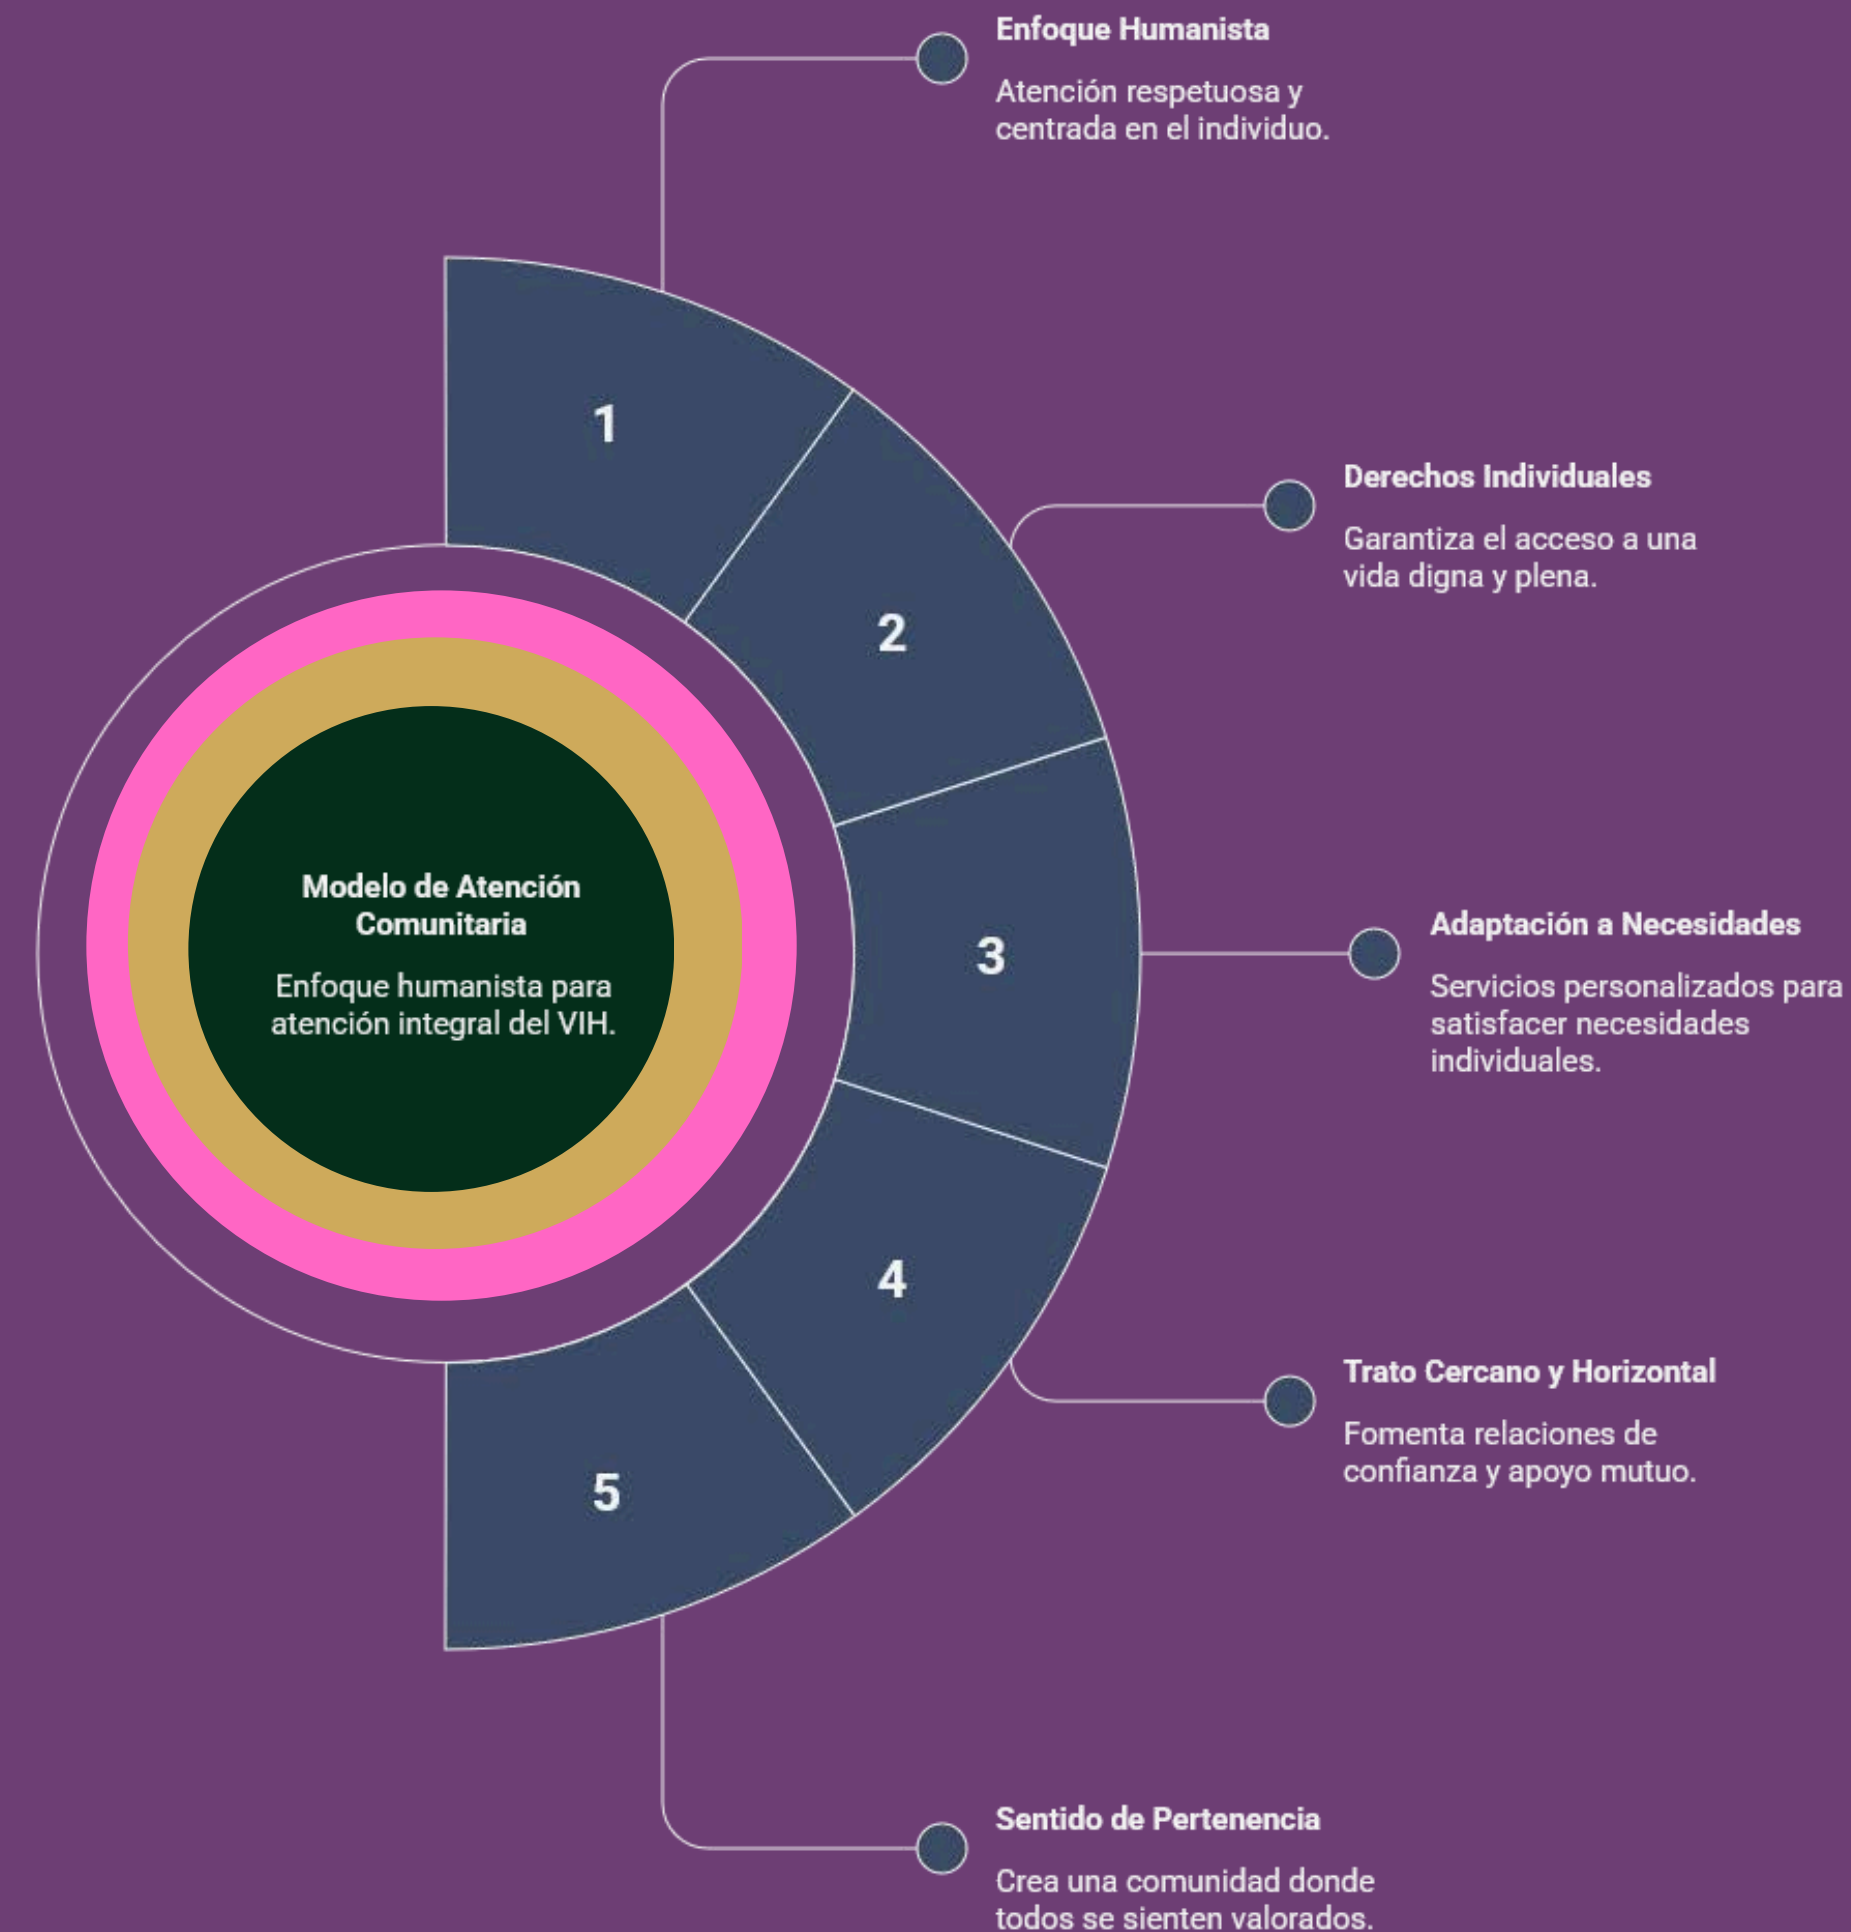 Enfoque Humanista
Atención respetuosa y
centrada en el individuo.
1
Derechos Individuales
Garantiza el acceso a una
vida digna y plena.
2
Modelo de Atención
Comunitaria
Enfoque humanista para
atención integral del VIH.
3
Adaptación a Necesidades
Servicios personalizados para
satisfacer necesidades
individuales.
4
Trato Cercano y Horizontal
Fomenta relaciones de
confianza y apoyo mutuo.
5
Sentido de Pertenencia
Crea una comunidad donde
todos se sienten valorados.